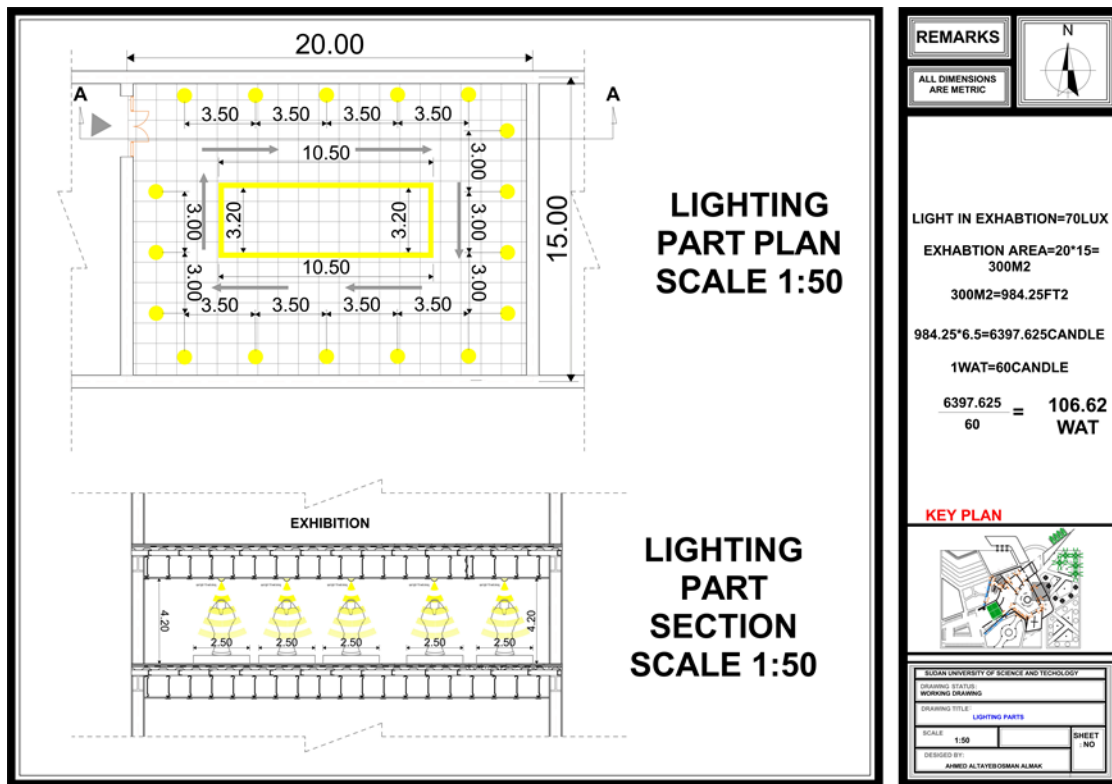 20.00
A
A
3.50
3.50
3.50
3.50
10.50
3.00
3.00
3.20
3.20
3.00
15.00
10.50
3.00
3.00
3.50
3.50
3.50
3.50
LIGHTING
PART PLAN
SCALE 1:50
EXHIBITION
4.20
4.20
2.50
2.50
2.50
2.50
2.50
LIGHTING
PART
SECTION
SCALE 1:50
REMARKS
N
ALL DIMENSIONS
ARE METRIC
LIGHT IN EXHABTION=70LUX
EXHABTION AREA=20*15=
300M2
300M2=984.25FT2
984.25*6.5=6397.625CANDLE
1WAT=60CANDLE
6397.625
60
=
106.62
WAT
KEY PLAN
SUDAN UNIVERSITY OF SCIENCE AND TECHOLOGY
DRAWING STATUS:
WORKING DRAWING
DRAWING TITLE:
LIGHTING PARTS
SCALE
1:50
SHEET
: NO
DESIGED BY:
AHMED ALTAYEBOSMAN ALMAK